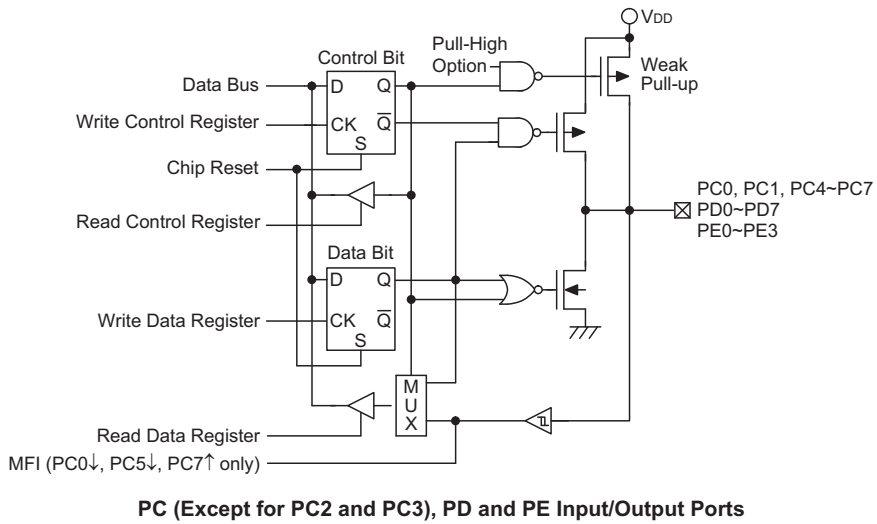 VDD
Pull-High
Option
Weak
Pull-up
Control Bit
Data Bus
D
Q
Write Control Register
CK
Q̅
S
Chip Reset
PC0, PC1, PC4~PC7
PD0~PD7
PE0~PE3
Read Control Register
Data Bit
D
Q
Write Data Register
CK
Q̅
S
M
U
X
Read Data Register
MFI (PC0↓, PC5↓, PC7↑ only)
PC (Except for PC2 and PC3), PD and PE Input/Output Ports